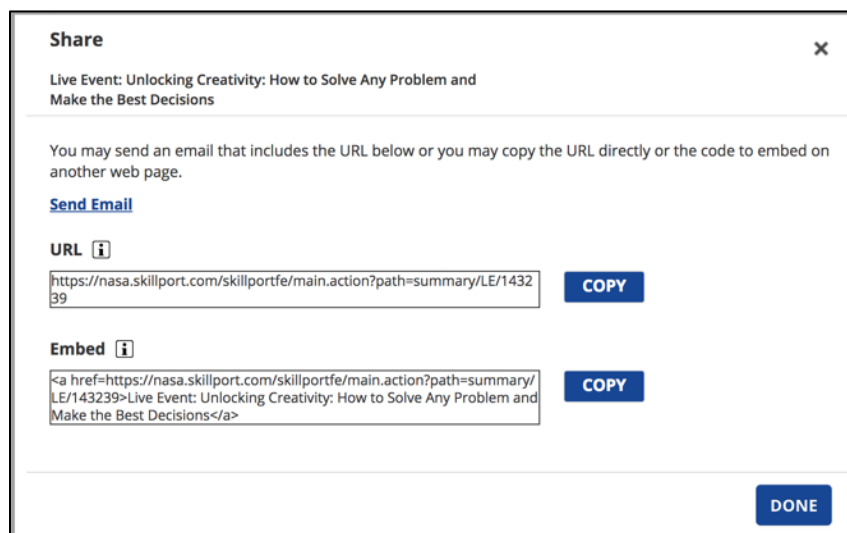 Share
Live Event: Unlocking Creativity: How to Solve Any Problem and
Make the Best Decisions
You may send an email that includes the URL below or you may copy the URL directly or the code to embed on
another web page.
Send Email
URL i
https://nasa.skillport.com/skillportfe/main.action?path=summary/LE/1432
39
COPY
Embed i
<a href=https://nasa.skillport.com/skillportfe/main.action?path=summary/
LE/143239>Live Event: Unlocking Creativity: How to Solve Any Problem and
Make the Best Decisions</a>
COPY
DONE